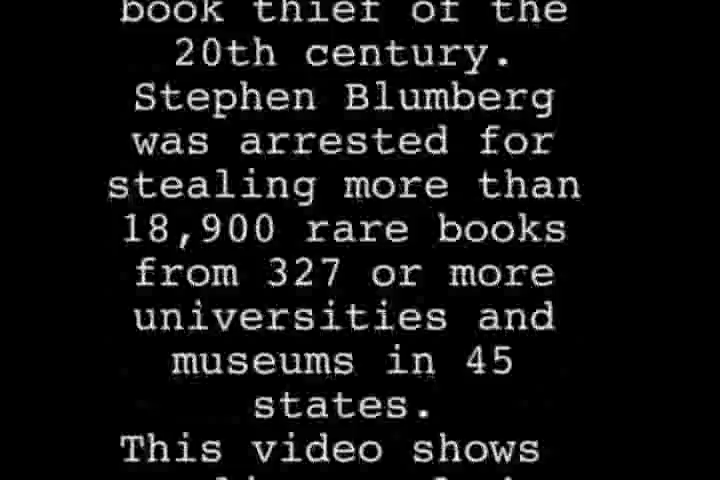 book thief of the
20th century.
Stephen Blumberg
was arrested for
stealing more than
18,900 rare books
from 327 or more
universities and
museums in 45
states.
This video shows